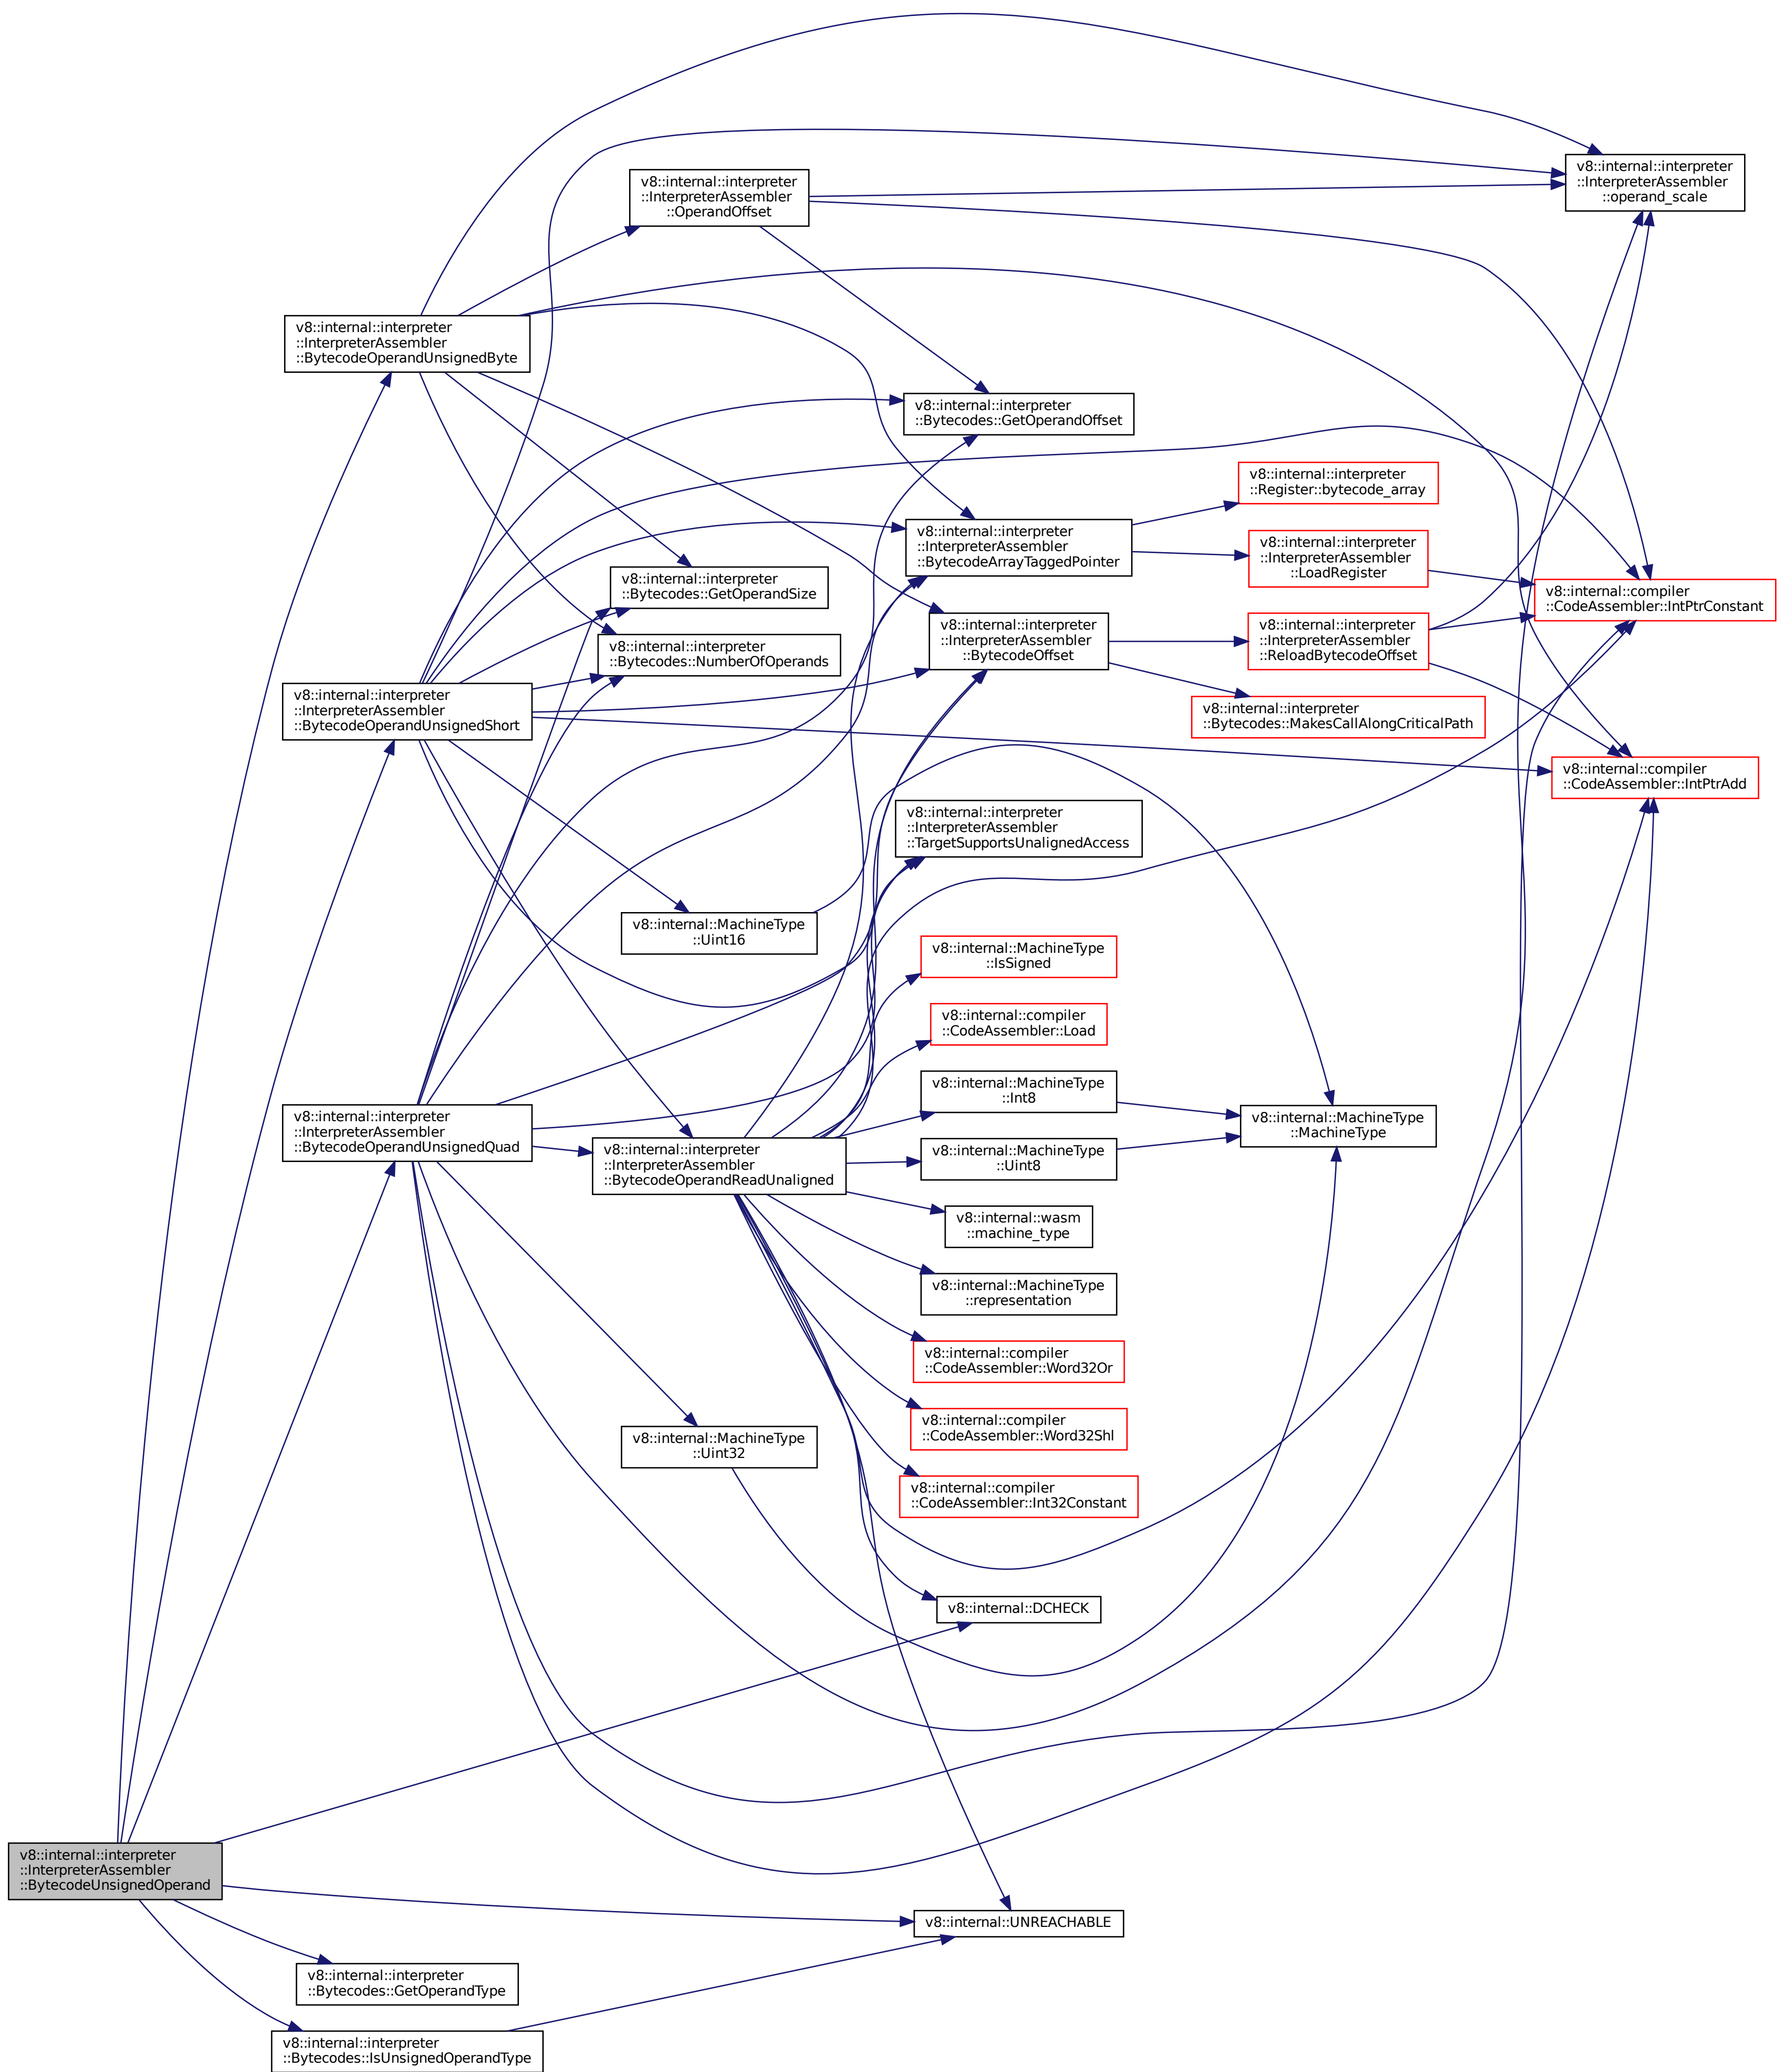 v8::internal::interpreter
::InterpreterAssembler
::operand_scale
v8::internal::interpreter
::InterpreterAssembler
::OperandOffset
v8::internal::interpreter
::InterpreterAssembler
::BytecodeOperandUnsignedByte
v8::internal::interpreter
::Bytecodes::GetOperandOffset
v8::internal::interpreter
::Register::bytecode_array
v8::internal::interpreter
::InterpreterAssembler
::BytecodeArrayTaggedPointer
v8::internal::interpreter
::InterpreterAssembler
::LoadRegister
v8::internal::interpreter
::Bytecodes::GetOperandSize
v8::internal::compiler
::CodeAssembler::IntPtrConstant
v8::internal::interpreter
::InterpreterAssembler
::BytecodeOffset
v8::internal::interpreter
::InterpreterAssembler
::ReloadBytecodeOffset
v8::internal::interpreter
::Bytecodes::NumberOfOperands
v8::internal::interpreter
::InterpreterAssembler
::BytecodeOperandUnsignedShort
v8::internal::interpreter
::Bytecodes::MakesCallAlongCriticalPath
v8::internal::compiler
::CodeAssembler::IntPtrAdd
v8::internal::interpreter
::InterpreterAssembler
::TargetSupportsUnalignedAccess
v8::internal::MachineType
::Uint16
v8::internal::MachineType
::IsSigned
v8::internal::compiler
::CodeAssembler::Load
v8::internal::MachineType
::Int8
v8::internal::interpreter
::InterpreterAssembler
::BytecodeOperandUnsignedQuad
v8::internal::MachineType
::MachineType
v8::internal::interpreter
::InterpreterAssembler
::BytecodeOperandReadUnaligned
v8::internal::MachineType
::Uint8
v8::internal::wasm
::machine_type
v8::internal::MachineType
::representation
v8::internal::compiler
::CodeAssembler::Word32Or
v8::internal::compiler
::CodeAssembler::Word32Shl
v8::internal::MachineType
::Uint32
v8::internal::compiler
::CodeAssembler::Int32Constant
v8::internal::DCHECK
v8::internal::interpreter
::InterpreterAssembler
::BytecodeUnsignedOperand
v8::internal::UNREACHABLE
v8::internal::interpreter
::Bytecodes::GetOperandType
v8::internal::interpreter
::Bytecodes::IsUnsignedOperandType